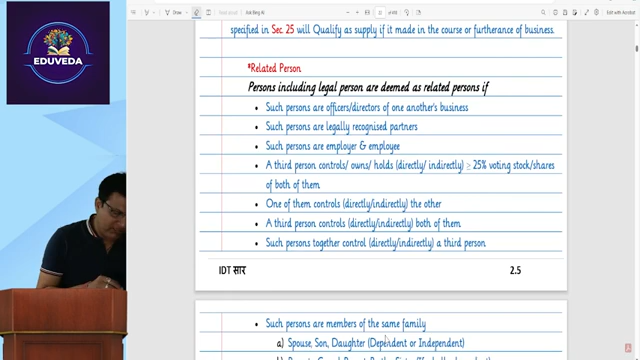 EDUVEDA
specified in Sec. 25 will Qualify as supply if it made in the course or furtherance of business.
*Related Person
Persons including legal person are deemed as related persons if
• Such persons are officers/directors of one another's business
• Such persons are legally recognised partners
• Such persons are employer & employee
• A third person controls/ owns/ holds (directly/ indirectly) ≥ 25% voting stock/shares
of both of them
• One of them controls (directly/indirectly) the other
• A third person controls (directly/indirectly) both of them
• Such persons together control (directly/indirectly) a third person
IDT सार
2.5
• Such persons are members of the same family
a) Spouse, Son, Daughter (Dependent or Independent)